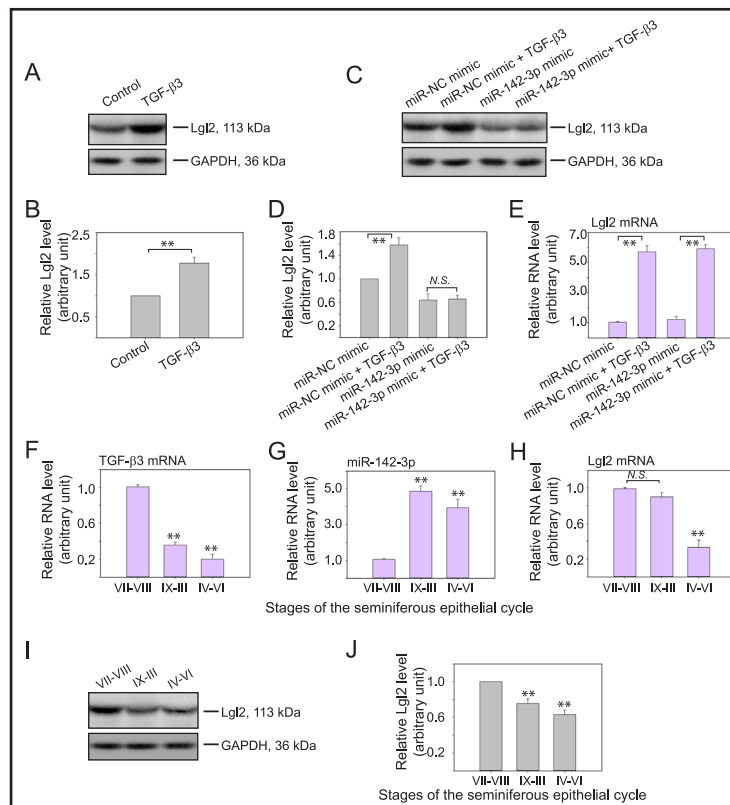 A
Control
TGF-β3
Lgl2, 113 kDa
GAPDH, 36 kDa
C
miR-NC mimic
miR-NC mimic + TGF-β3
miR-142-3p mimic
miR-142-3p mimic+ TGF-β3
Lgl2, 113 kDa
GAPDH, 36 kDa
B
Relative Lgl2 level
(arbitrary unit)
2.5
1.5
0.5
**
Control
TGF-β3
D
Relative Lgl2 level
(arbitrary unit)
1.8
1.4
1.0
0.6
0.2
**
N.S.
miR-NC mimic
miR-NC mimic + TGF-β3
miR-142-3p mimic
miR-142-3p mimic + TGF-β3
E
Lgl2 mRNA
Relative RNA level
(arbitrary unit)
7.0
5.0
3.0
1.0
**
**
miR-NC mimic
miR-NC mimic + TGF-β3
miR-142-3p mimic
miR-142-3p mimic + TGF-β3
F
TGF-β3 mRNA
Relative RNA level
(arbitrary unit)
1.0
0.6
0.2
**
**
VII-VIII IX-III IV-VI
G
miR-142-3p
Relative RNA level
(arbitrary unit)
5.0
3.0
1.0
**
**
VII-VIII IX-III IV-VI
H
Lgl2 mRNA
Relative RNA level
(arbitrary unit)
1.0
0.6
0.2
N.S.
**
VII-VIII IX-III IV-VI
Stages of the seminiferous epithelial cycle
I
VII-VIII
IX-III
IV-VI
Lgl2, 113 kDa
GAPDH, 36 kDa
J
Relative Lgl2 level
(arbitrary unit)
1.0
0.6
0.2
**
**
VII-VIII IX-III IV-VI
Stages of the seminiferous epithelial cycle